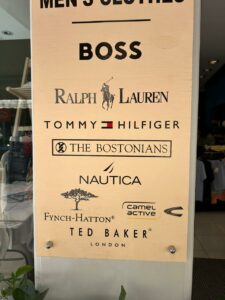 MEN'S CLOTHES
BOSS
RALPH LAUREN
TOMMY HILFIGER
THE BOSTONIANS
NAUTICA
FYNCH-HATTON®
camel active
TED BAKER
LONDON